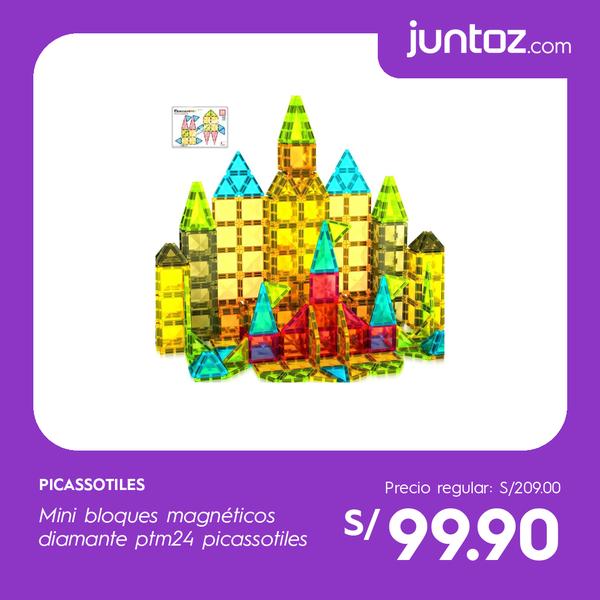 juntoz.com
PICASSOTILES
Mini bloques magnéticos
diamante ptm24 picassotiles
Precio regular: S/209.00
S/99.90